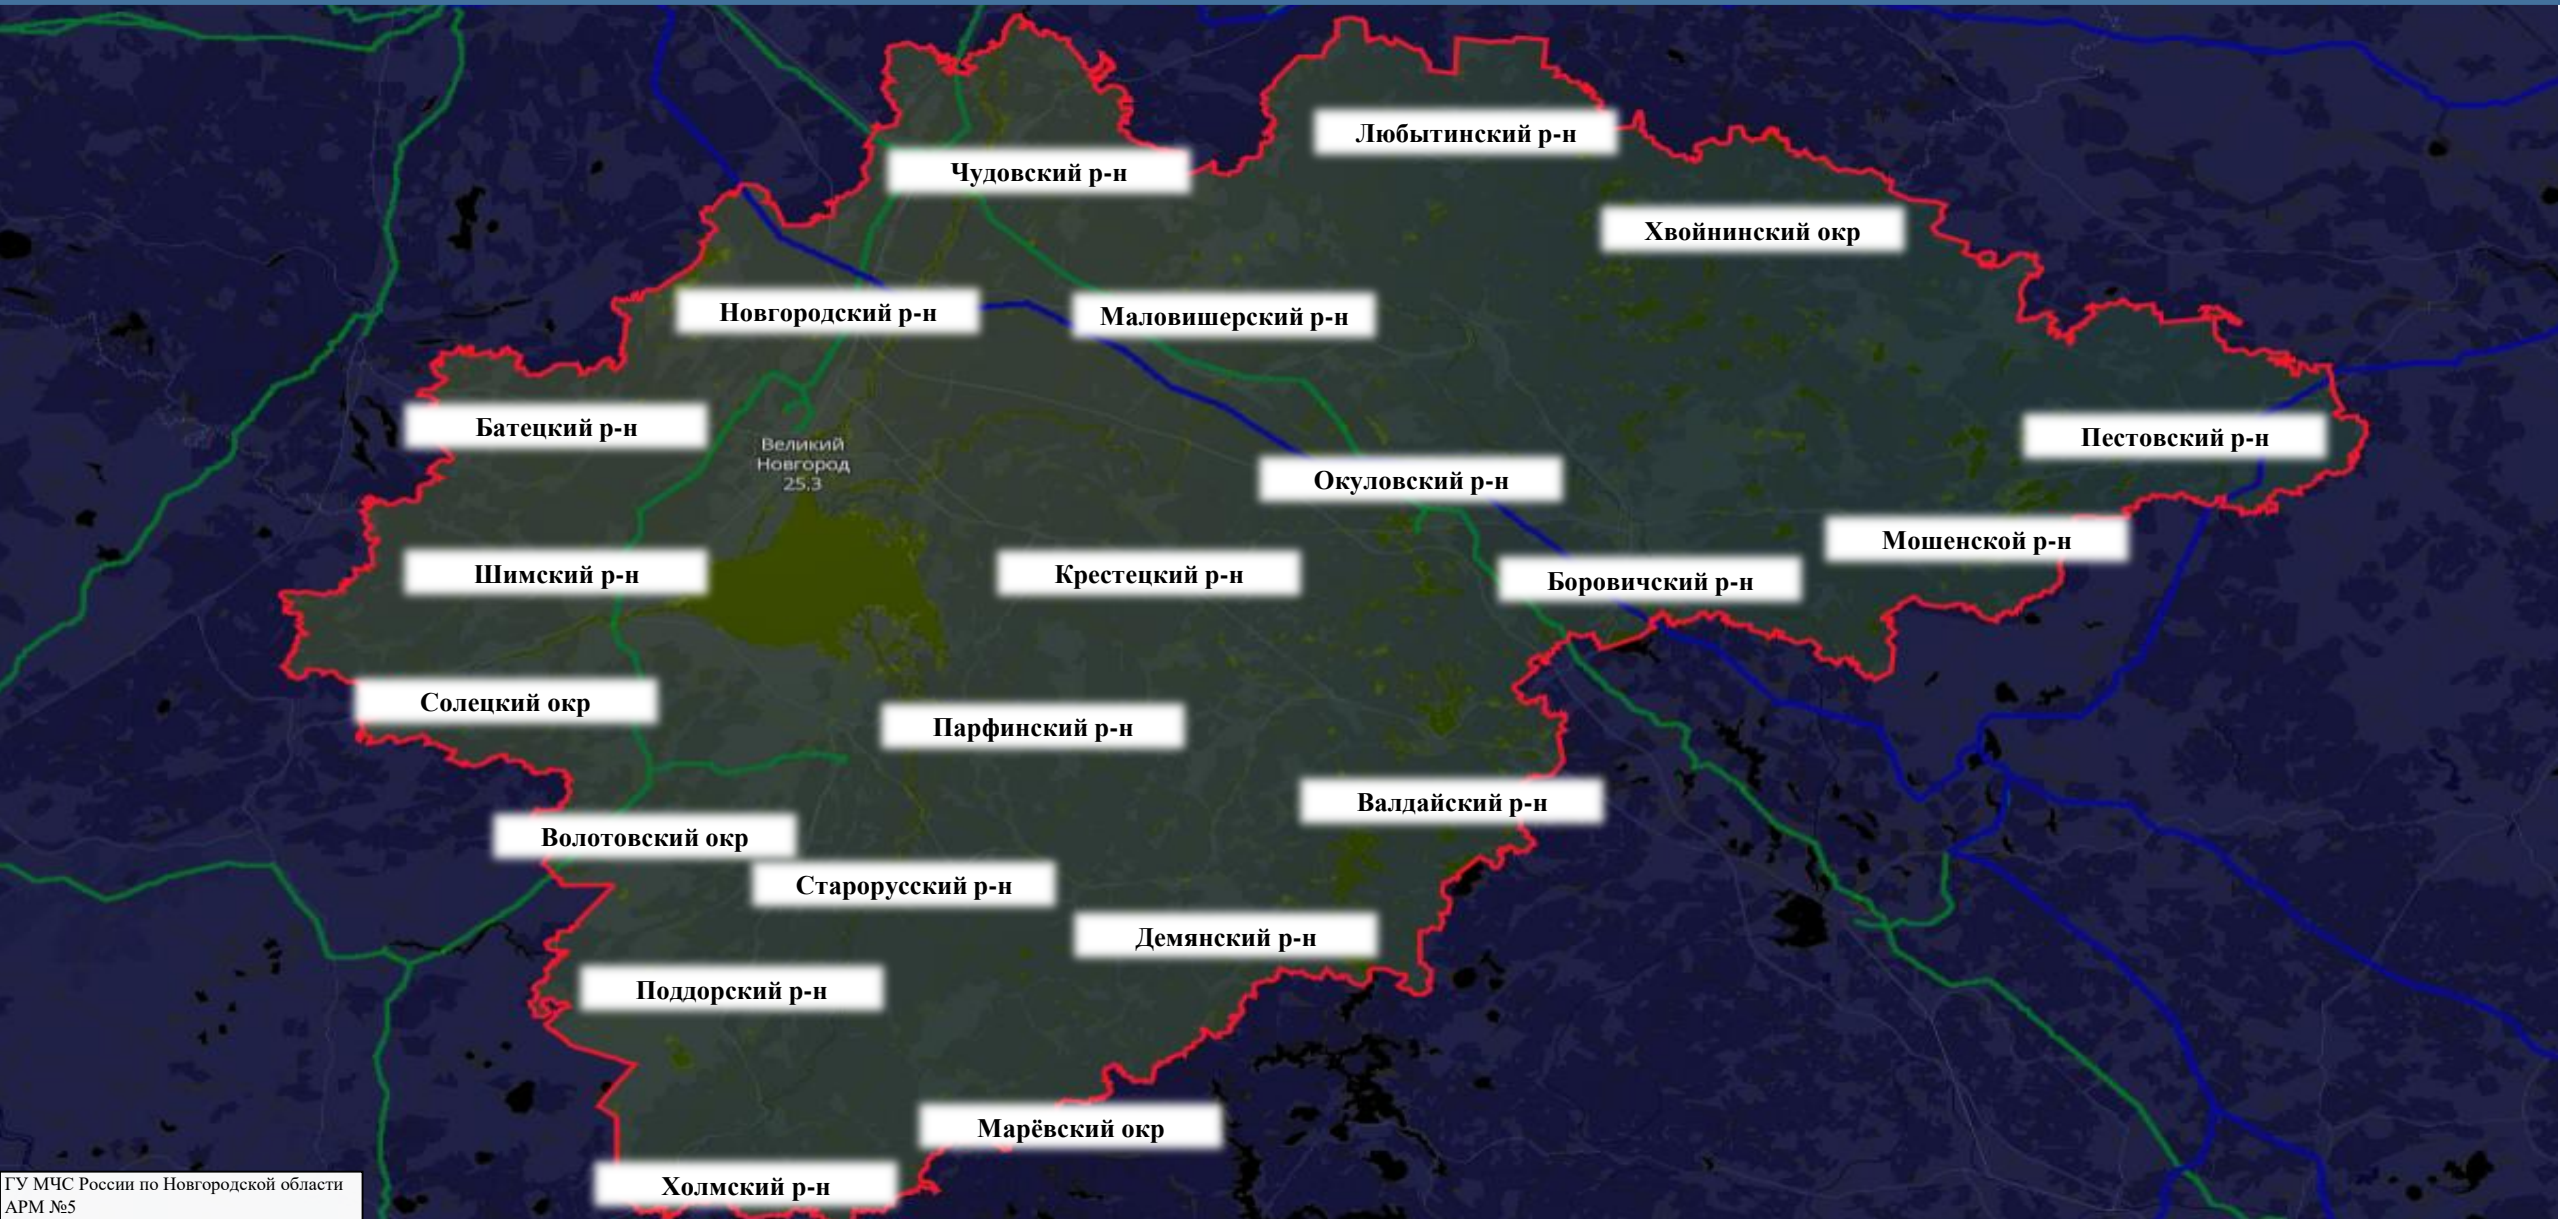 Любытинский р-н
Чудовский р-н
Хвойнинский окр
Новгородский р-н
Маловишерский р-н
Батецкий р-н
Великий
Новгород
25.3
Пестовский р-н
Окуловский р-н
Мошенской р-н
Шимский р-н
Крестецкий р-н
Боровичский р-н
Солецкий окр
Парфинский р-н
Валдайский р-н
Волотовский окр
Старорусский р-н
Демянский р-н
Поддорский р-н
Марёвский окр
Холмский р-н
ГУ МЧС России по Новгородской области
АРМ №5